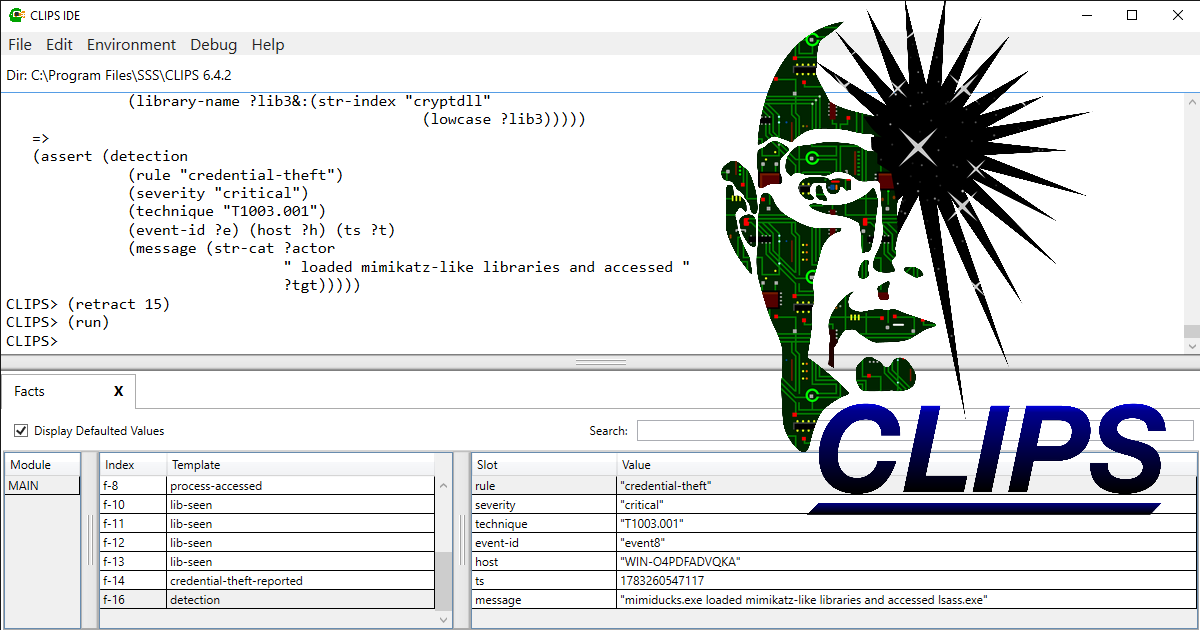 CLIPS IDE
File Edit Environment Debug Help
Dir: C:\Program Files\SSS\CLIPS 6.4.2
(library-name ?lib3&:(str-index "cryptdll"
(lowcase ?lib3)))))
=>
(assert (detection
(rule "credential-theft")
(severity "critical")
(technique "T1003.001")
(event-id ?e) (host ?h) (ts ?t)
(message (str-cat ?actor
" loaded mimikatz-like libraries and accessed "
?tgt)))))
CLIPS> (retract 15)
CLIPS> (run)
CLIPS>
CLIPS
Facts X
Display Defaulted Values Search:
Module Index Template Slot Value
MAIN f-8 process-accessed rule "credential-theft"
f-10 lib-seen severity "critical"
f-11 lib-seen technique "T1003.001"
f-12 lib-seen event-id "event8"
f-13 lib-seen host "WIN-O4PDFADVQKA"
f-14 credential-theft-reported ts 1783260547117
f-16 detection message "mimiducks.exe loaded mimikatz-like libraries and accessed lsass.exe"